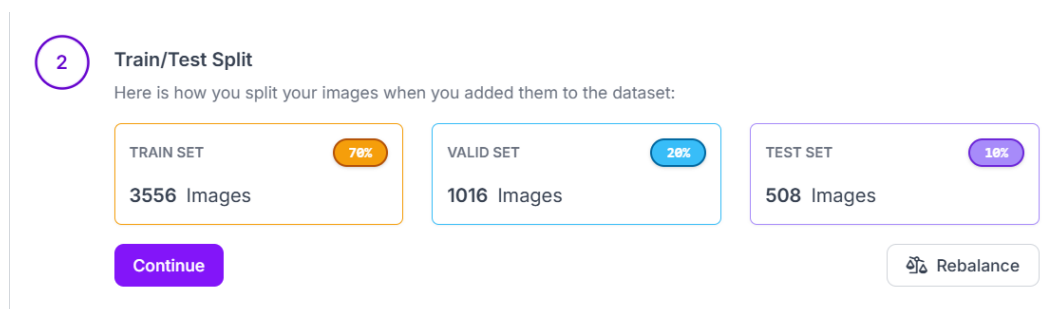 2
Train/Test Split
Here is how you split your images when you added them to the dataset:
TRAIN SET 70%
3556 Images
VALID SET 20%
1016 Images
TEST SET 10%
508 Images
Continue
Rebalance